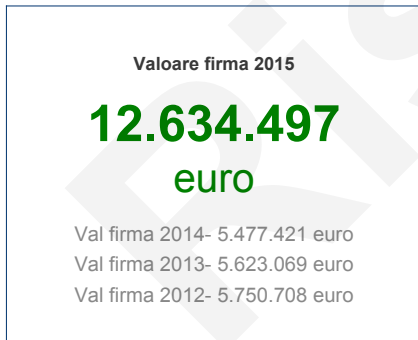 Valoare firma 2015
12.634.497
euro
Val firma 2014- 5.477.421 euro
Val firma 2013- 5.623.069 euro
Val firma 2012- 5.750.708 euro